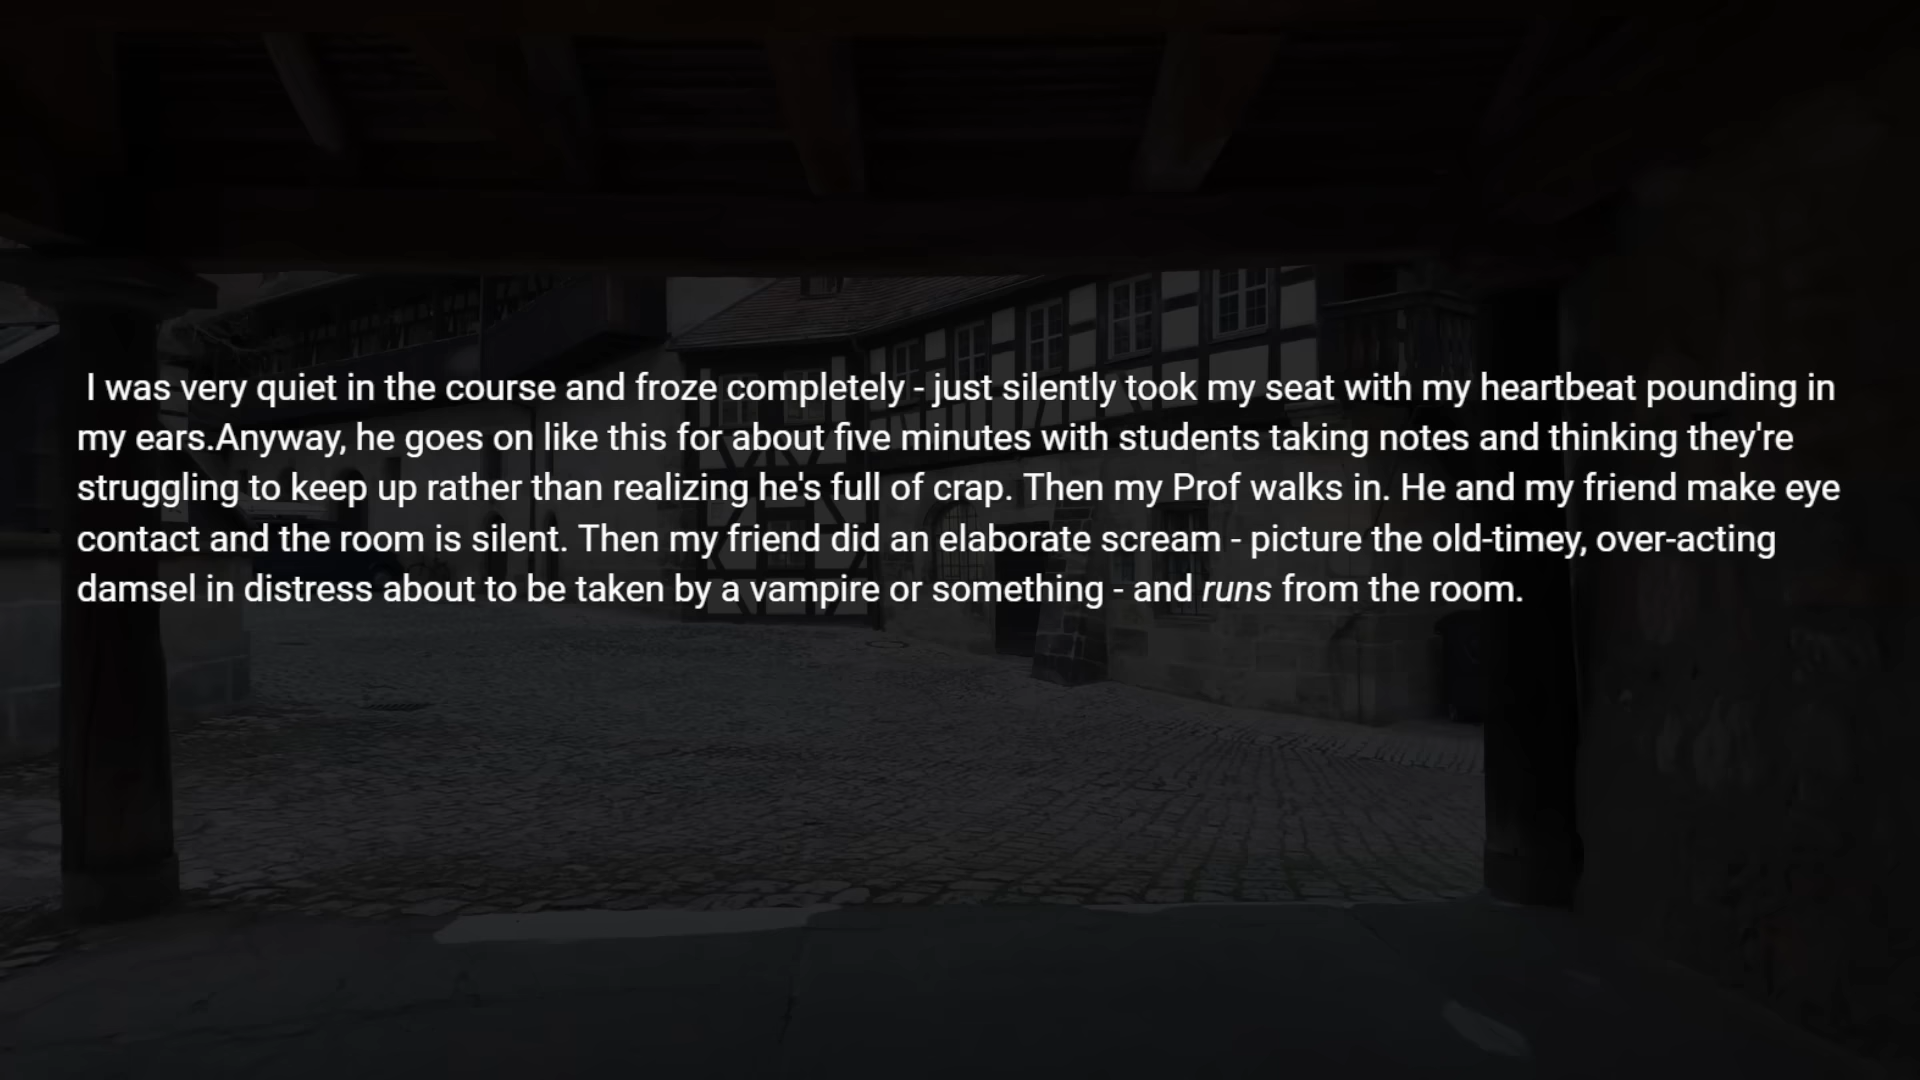 I was very quiet in the course and froze completely - just silently took my seat with my heartbeat pounding in
my ears.Anyway, he goes on like this for about five minutes with students taking notes and thinking they're
struggling to keep up rather than realizing he's full of crap. Then my Prof walks in. He and my friend make eye
contact and the room is silent. Then my friend did an elaborate scream - picture the old-timey, over-acting
damsel in distress about to be taken by a vampire or something - and runs from the room.